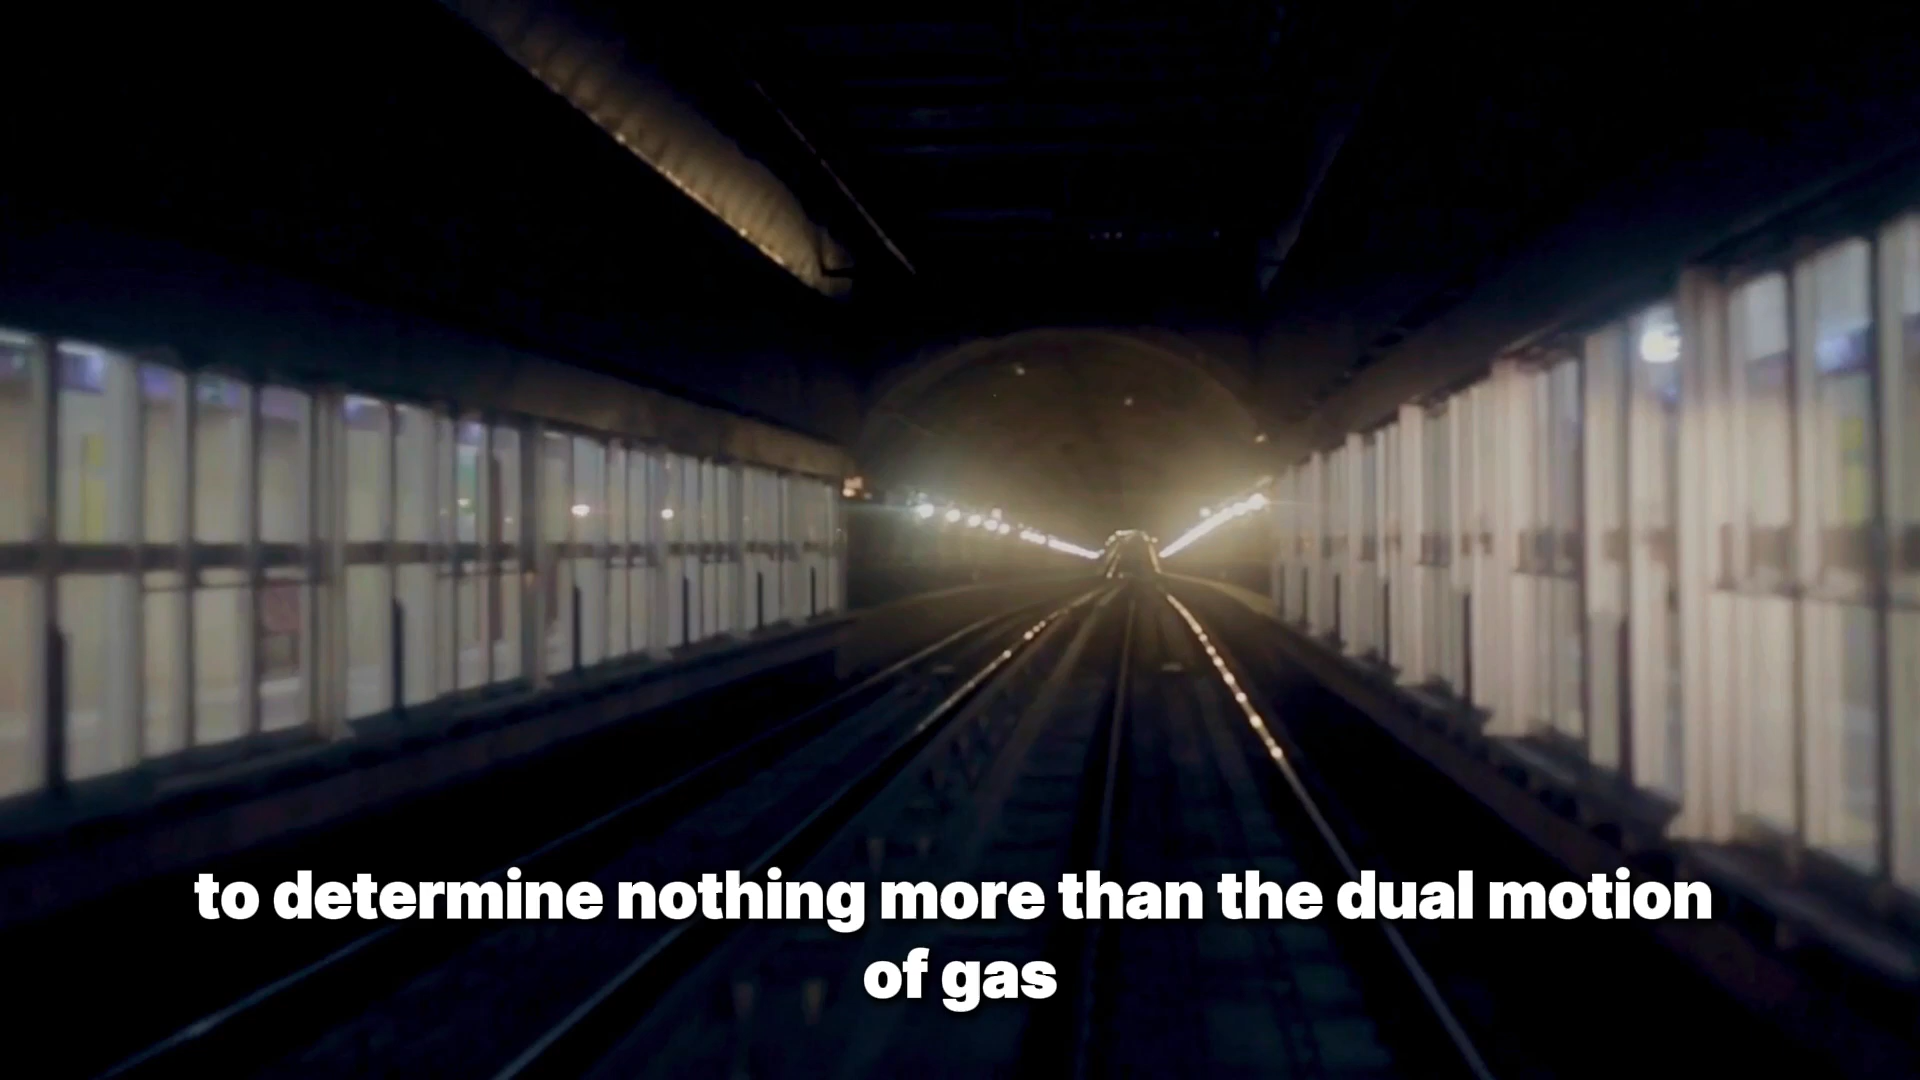 to determine nothing more than the dual motion
of gas